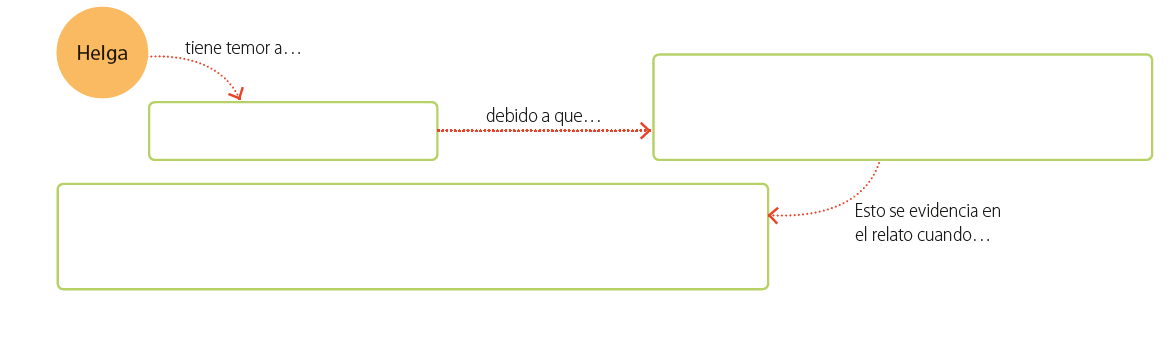 Helga
tiene temor a…
debido a que…
Esto se evidencia en
el relato cuando…